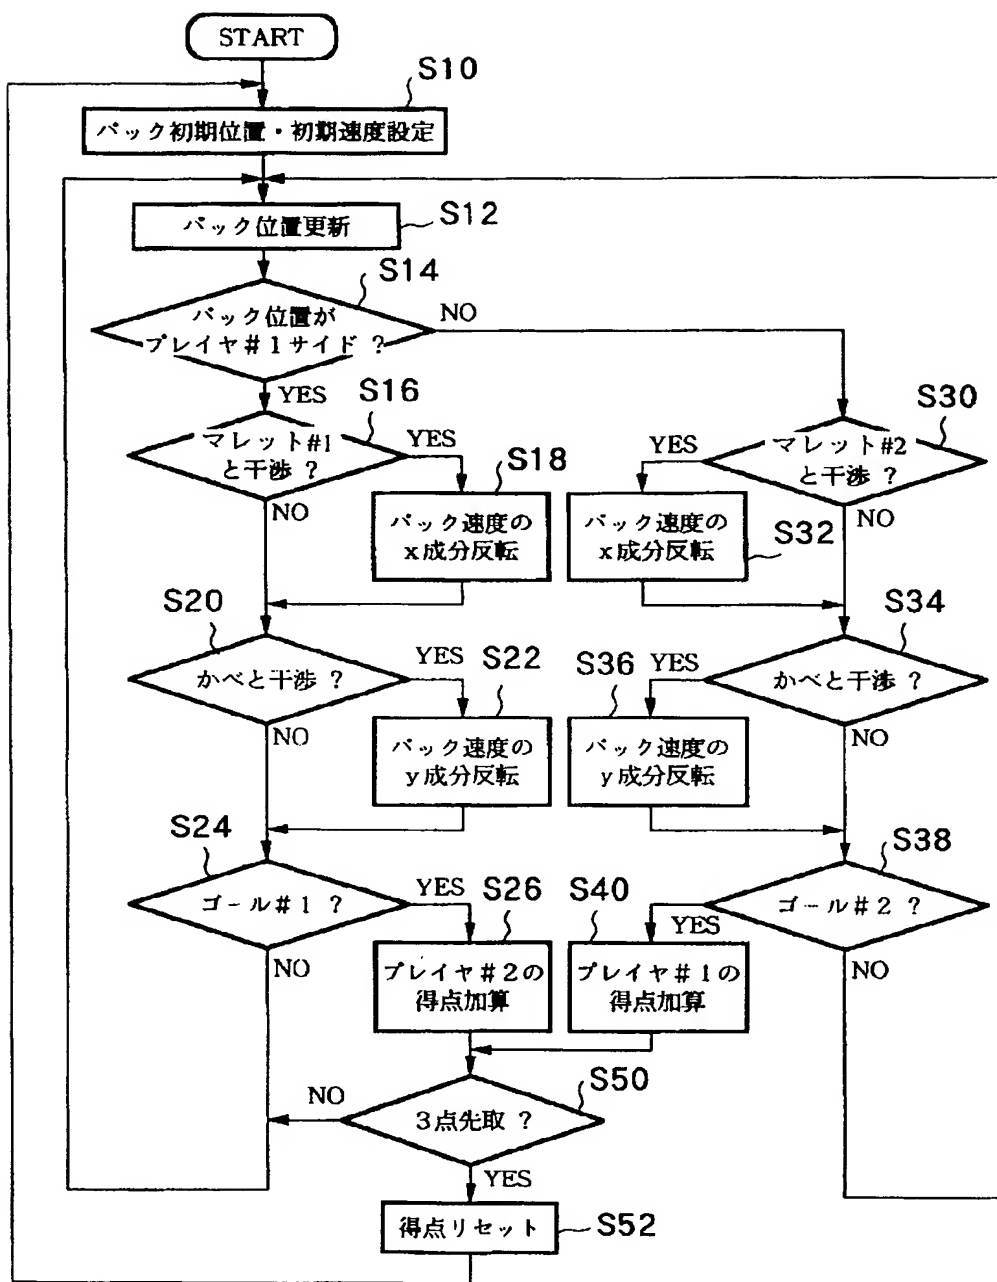 START
S10
パック初期位置・初期速度設定
パック位置更新
S12
S14
パック位置が
プレイヤ#1サイド?
NO
YES
S16
マレット#1
と干渉?
YES
NO
S18
パック速度の
x成分反転
S30
マレット#2
と干渉?
YES
NO
パック速度の
x成分反転
S32
S20
かべと干渉?
YES
NO
S22
パック速度の
y成分反転
S34
かべと干渉?
YES
NO
S36
パック速度の
y成分反転
S24
ゴール#1?
YES
NO
S26
プレイヤ#2の
得点加算
S38
ゴール#2?
YES
NO
S40
プレイヤ#1の
得点加算
S50
3点先取?
NO
YES
得点リセット
S52